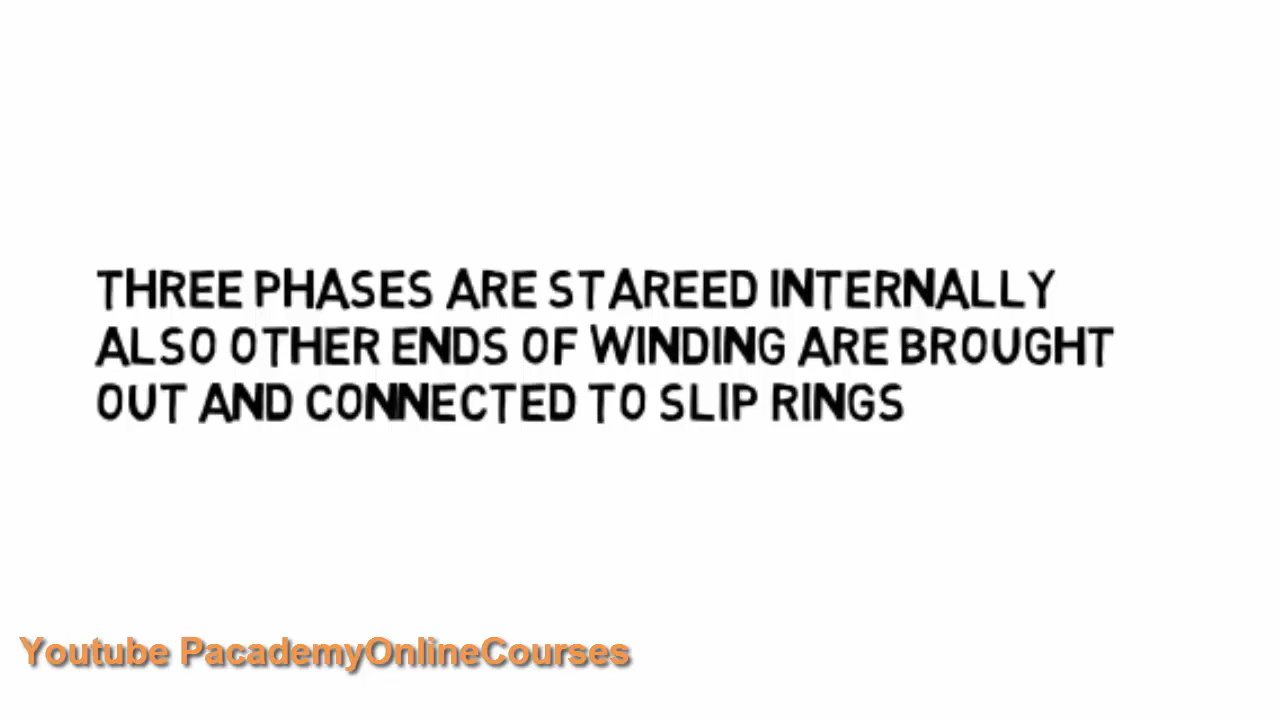 THREE PHASES ARE STAREED INTERNALLY
ALSO OTHER ENDS OF WINDING ARE BROUGHT
OUT AND CONNECTED TO SLIP RINGS
Youtube PacademyOnlineCourses